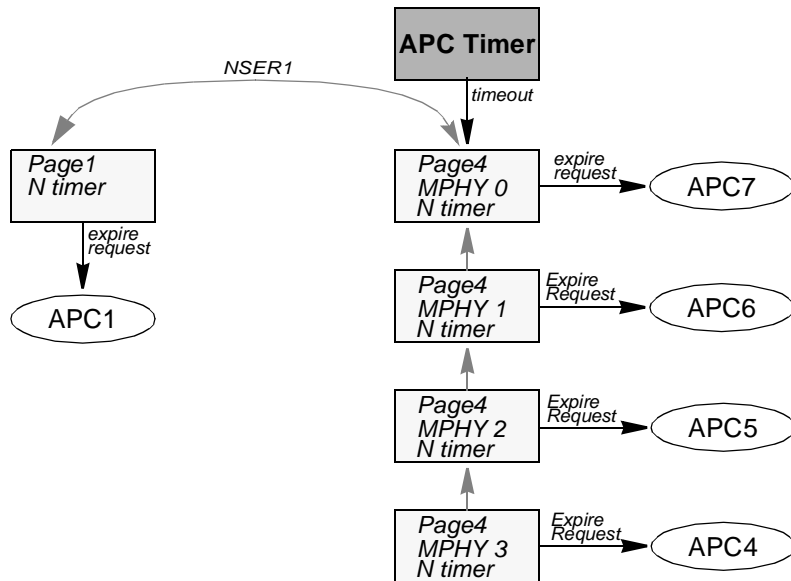 APC Timer
NSER1
timeout
Page1
N timer
expire
request
APC1
Page4
MPHY 0
N timer
expire
request
APC7
Page4
MPHY 1
N timer
Expire
Request
APC6
Page4
MPHY 2
N timer
Expire
Request
APC5
Page4
MPHY 3
N timer
Expire
Request
APC4